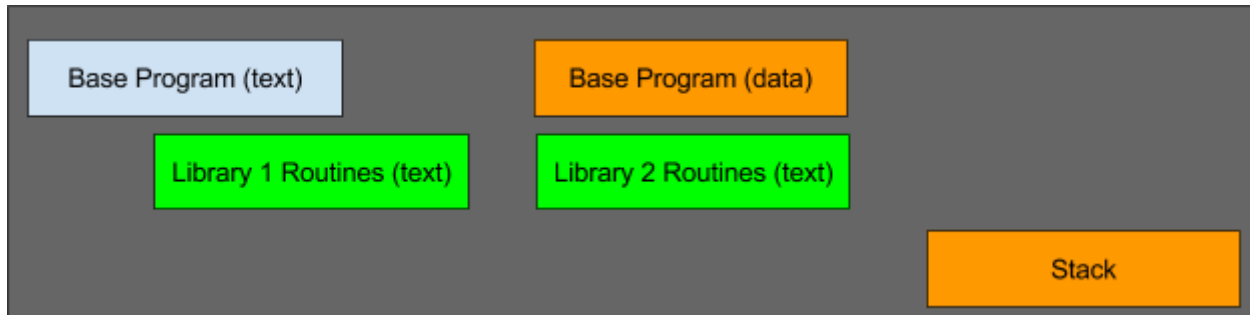 Base Program (text)
Base Program (data)
Library 1 Routines (text)
Library 2 Routines (text)
Stack